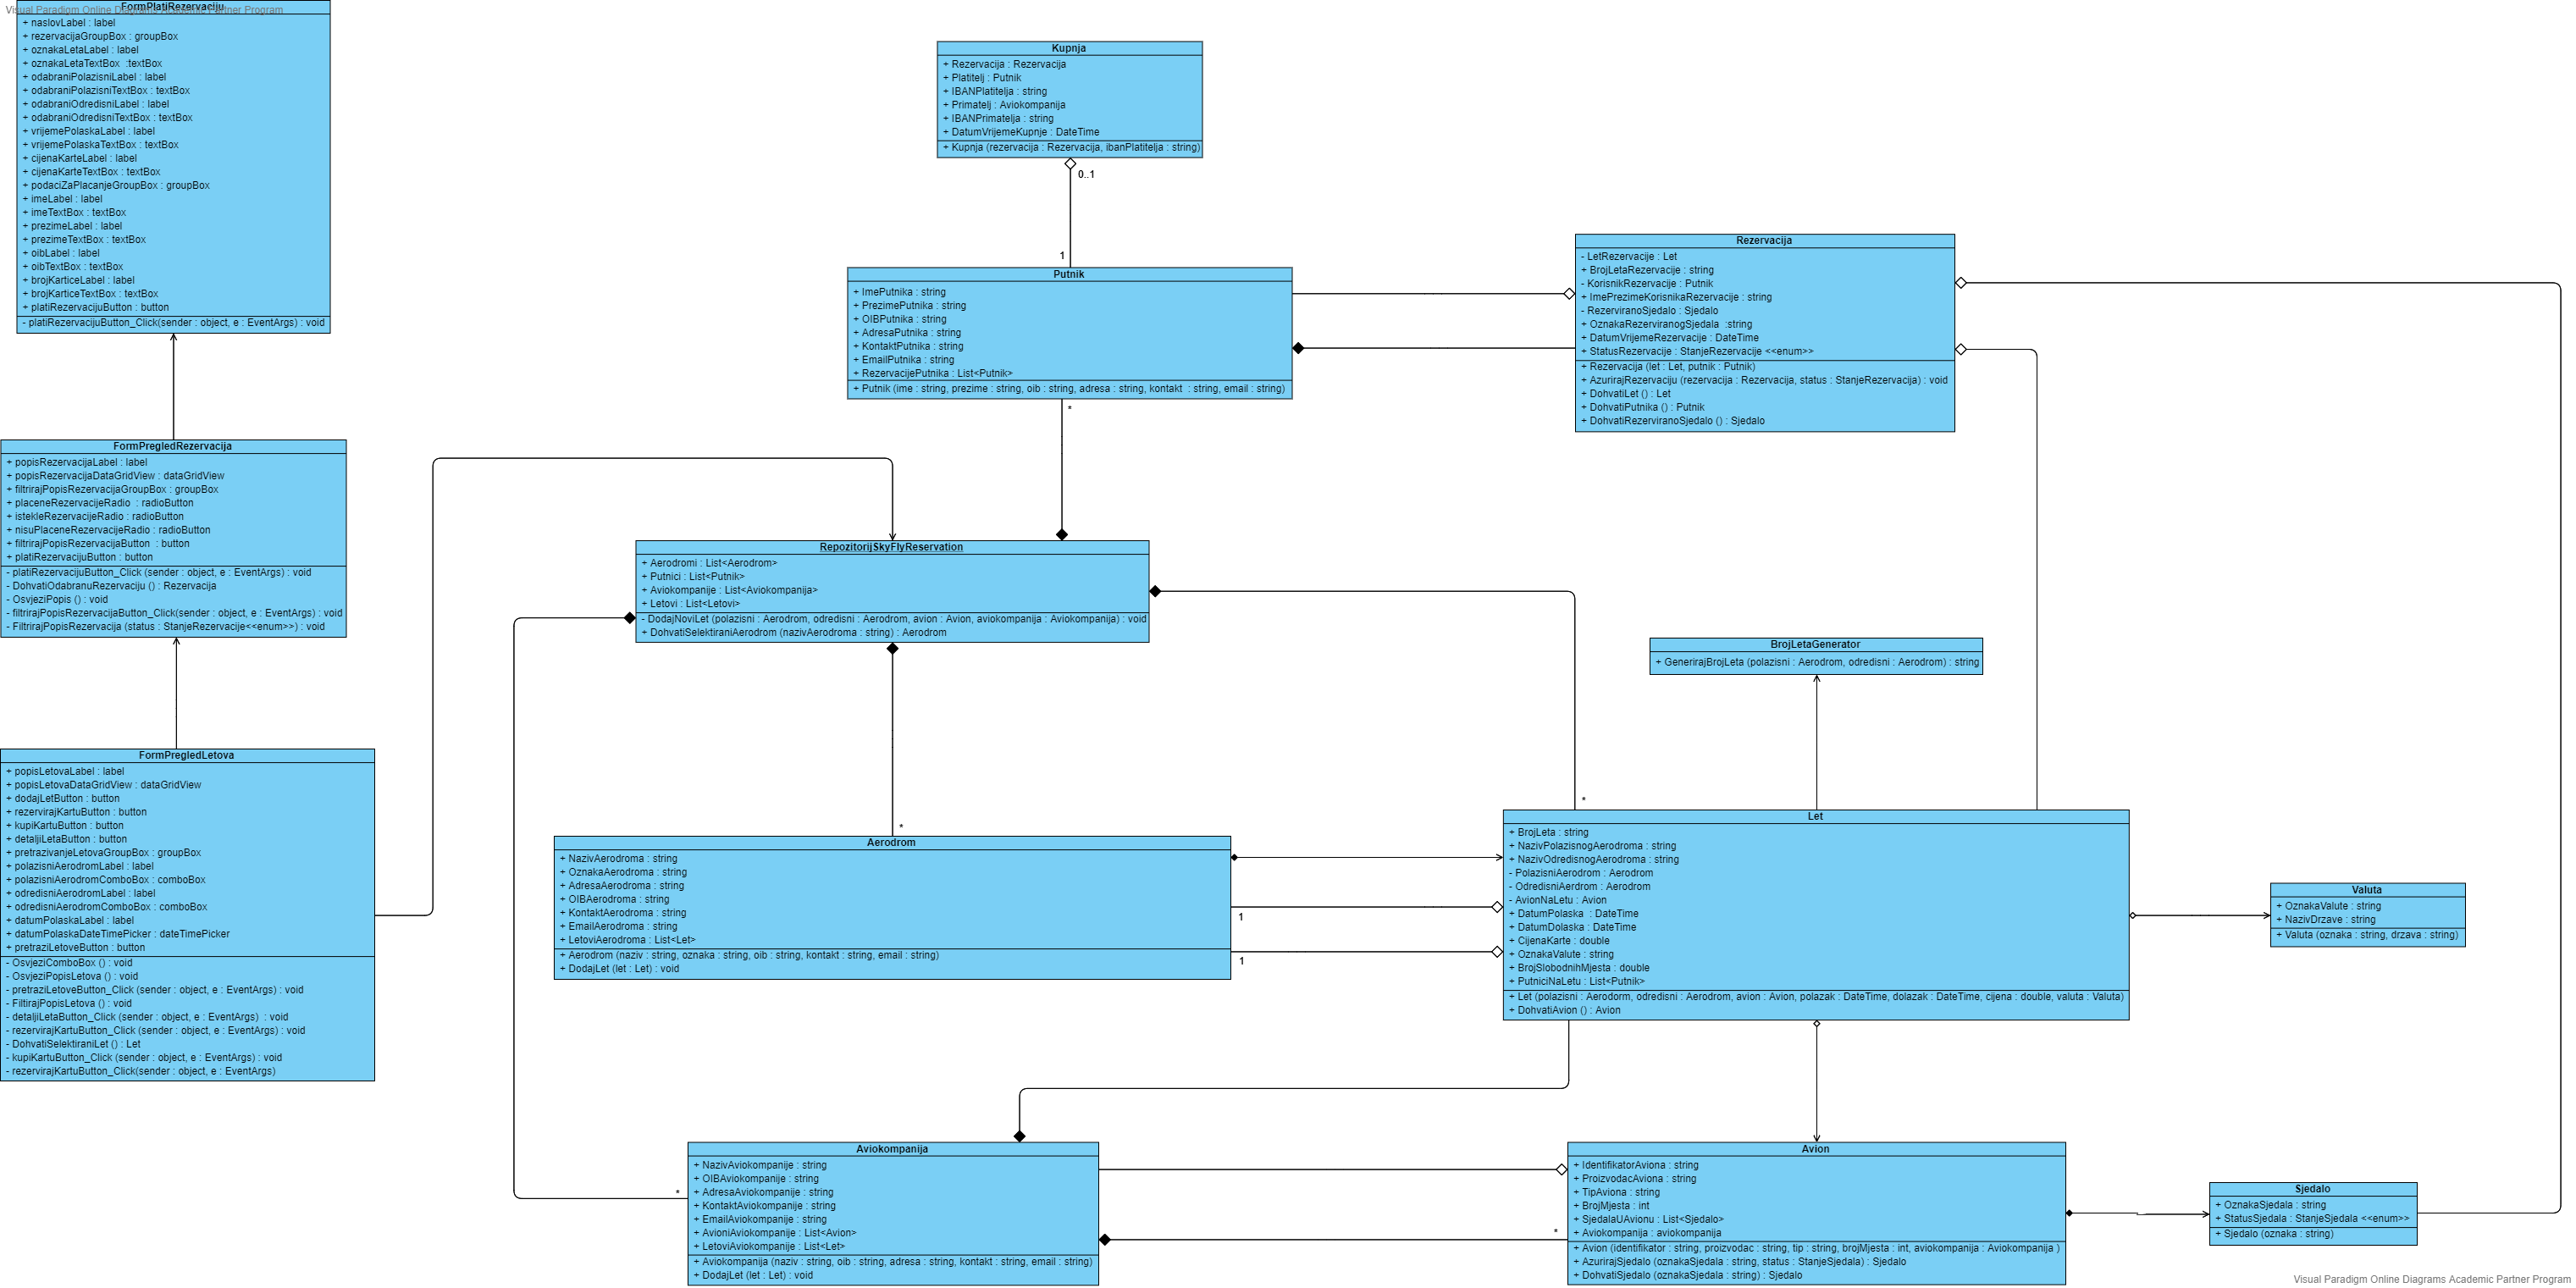 Visual Paradigm Online Diagrams Academic Partner Program
FormPlatiRezervaciju
+ naslovLabel : label
+ rezervacijaGroupBox : groupBox
+ oznakaLetaLabel : label
+ oznakaLetaTextBox :textBox
+ odabraniPolazisniLabel : label
+ odabraniPolazisniTextBox : textBox
+ odabraniOdredisniLabel : label
+ odabraniOdredisniTextBox : textBox
+ vrijemePolaskaLabel : label
+ vrijemePolaskaTextBox : textBox
+ cijenaKarteLabel : label
+ cijenaKarteTextBox : textBox
+ podaciZaPlacanjeGroupBox : groupBox
+ imeLabel : label
+ imeTextBox : textBox
+ prezimeLabel : label
+ prezimeTextBox : textBox
+ oibLabel : label
+ oibTextBox : textBox
+ brojKarticeLabel : label
+ brojKarticeTextBox : textBox
+ platiRezervacijuButton : button
- platiRezervacijuButton_Click(sender : object, e : EventArgs) : void
Kupnja
+ Rezervacija : Rezervacija
+ Platitelj : Putnik
+ IBANPlatitelja : string
+ Primatelj : Aviokompanija
+ IBANPrimatelja : string
+ DatumVrijemeKupnje : DateTime
+ Kupnja (rezervacija : Rezervacija, ibanPlatitelja : string)
0..1
1
Putnik
+ ImePutnika : string
+ PrezimePutnika : string
+ OIBPutnika : string
+ AdresaPutnika : string
+ KontaktPutnika : string
+ EmailPutnika : string
+ RezervacijePutnika : List<Putnik>
+ Putnik (ime : string, prezime : string, oib : string, adresa : string, kontakt : string, email : string)
*
Rezervacija
- LetRezervacije : Let
+ BrojLetaRezervacije : string
- KorisnikRezervacije : Putnik
+ ImePrezimeKorisnikaRezervacije : string
- RezerviranoSjedalo : Sjedalo
+ OznakaRezerviranogSjedala :string
+ DatumVrijemeRezervacije : DateTime
+ StatusRezervacije : StanjeRezervacije <<enum>>
+ Rezervacija (let : Let, putnik : Putnik)
+ AzurirajRezervaciju (rezervacija : Rezervacija, status : StanjeRezervacija) : void
+ DohvatiLet () : Let
+ DohvatiPutnika () : Putnik
+ DohvatiRezerviranoSjedalo () : Sjedalo
FormPregledRezervacija
+ popisRezervacijaLabel : label
+ popisRezervacijaDataGridView : dataGridView
+ filtrirajPopisRezervacijaGroupBox : groupBox
+ placeneRezervacijeRadio : radioButton
+ istekleRezervacijeRadio : radioButton
+ nisuPlaceneRezervacijeRadio : radioButton
+ filtrirajPopisRezervacijaButton : button
+ platiRezervacijuButton : button
- platiRezervacijuButton_Click (sender : object, e : EventArgs) : void
- DohvatiOdabranuRezervaciju () : Rezervacija
- OsvjeziPopis () : void
- filtrirajPopisRezervacijaButton_Click(sender : object, e : EventArgs) : void
- FiltrirajPopisRezervacija (status : StanjeRezervacije<<enum>>) : void
RepozitorijSkyFlyReservation
+ Aerodromi : List<Aerodrom>
+ Putnici : List<Putnik>
+ Aviokompanije : List<Aviokompanija>
+ Letovi : List<Letovi>
- DodajNoviLet (polazisni : Aerodrom, odredisni : Aerodrom, avion : Avion, aviokompanija : Aviokompanija) : void
+ DohvatiSelektiraniAerodrom (nazivAerodroma : string) : Aerodrom
BrojLetaGenerator
+ GenerirajBrojLeta (polazisni : Aerodrom, odredisni : Aerodrom) : string
FormPregledLetova
+ popisLetovaLabel : label
+ popisLetovaDataGridView : dataGridView
+ dodajLetButton : button
+ rezervirajKartuButton : button
+ kupiKartuButton : button
+ detaljiLetaButton : button
+ pretrazivanjeLetovaGroupBox : groupBox
+ polazisniAerodromLabel : label
+ polazisniAerodromComboBox : comboBox
+ odredisniAerodromLabel : label
+ odredisniAerodromComboBox : comboBox
+ datumPolaskaLabel : label
+ datumPolaskaDateTimePicker : dateTimePicker
+ pretraziLetoveButton : button
- OsvjeziComboBox () : void
- OsvjeziPopisLetova () : void
- pretraziLetoveButton_Click (sender : object, e : EventArgs) : void
- FiltirajPopisLetova () : void
- detaljiLetaButton_Click (sender : object, e : EventArgs) : void
- rezervirajKartuButton_Click (sender : object, e : EventArgs) : void
- DohvatiSelektiraniLet () : Let
- kupiKartuButton_Click (sender : object, e : EventArgs) : void
- rezervirajKartuButton_Click(sender : object, e : EventArgs)
*
Aerodrom
+ NazivAerodroma : string
+ OznakaAerodroma : string
+ AdresaAerodroma : string
+ OIBAerodroma : string
+ KontaktAerodroma : string
+ EmailAerodroma : string
+ LetoviAerodroma : List<Let>
+ Aerodrom (naziv : string, oznaka : string, oib : string, kontakt : string, email : string)
+ DodajLet (let : Let) : void
1
1
*
Let
+ BrojLeta : string
+ NazivPolazisnogAerodroma : string
+ NazivOdredisnogAerodroma : string
- PolazisniAerodrom : Aerodrom
- OdredisniAerdrom : Aerodrom
- AvionNaLetu : Avion
+ DatumPolaska : DateTime
+ DatumDolaska : DateTime
+ CijenaKarte : double
+ OznakaValute : string
+ BrojSlobodnihMjesta : double
+ PutniciNaLetu : List<Putnik>
+ Let (polazisni : Aerodorm, odredisni : Aerodrom, avion : Avion, polazak : DateTime, dolazak : DateTime, cijena : double, valuta : Valuta)
+ DohvatiAvion () : Avion
Valuta
+ OznakaValute : string
+ NazivDrzave : string
+ Valuta (oznaka : string, drzava : string)
*
Aviokompanija
+ NazivAviokompanije : string
+ OIBAviokompanije : string
+ AdresaAviokompanije : string
+ KontaktAviokompanije : string
+ EmailAviokompanije : string
+ AvioniAviokompanije : List<Avion>
+ LetoviAviokompanije : List<Let>
+ Aviokompanija (naziv : string, oib : string, adresa : string, kontakt : string, email : string)
+ DodajLet (let : Let) : void
*
Avion
+ IdentifikatorAviona : string
+ ProizvodacAviona : string
+ TipAviona : string
+ BrojMjesta : int
+ SjedalaUAvionu : List<Sjedalo>
+ Aviokompanija : aviokompanija
+ Avion (identifikator : string, proizvodac : string, tip : string, brojMjesta : int, aviokompanija : Aviokompanija )
+ AzurirajSjedalo (oznakaSjedala : string, status : StanjeSjedala) : Sjedalo
+ DohvatiSjedalo (oznakaSjedala : string) : Sjedalo
Sjedalo
+ OznakaSjedala : string
+ StatusSjedala : StanjeSjedala <<enum>>
+ Sjedalo (oznaka : string)
Visual Paradigm Online Diagrams Academic Partner Program